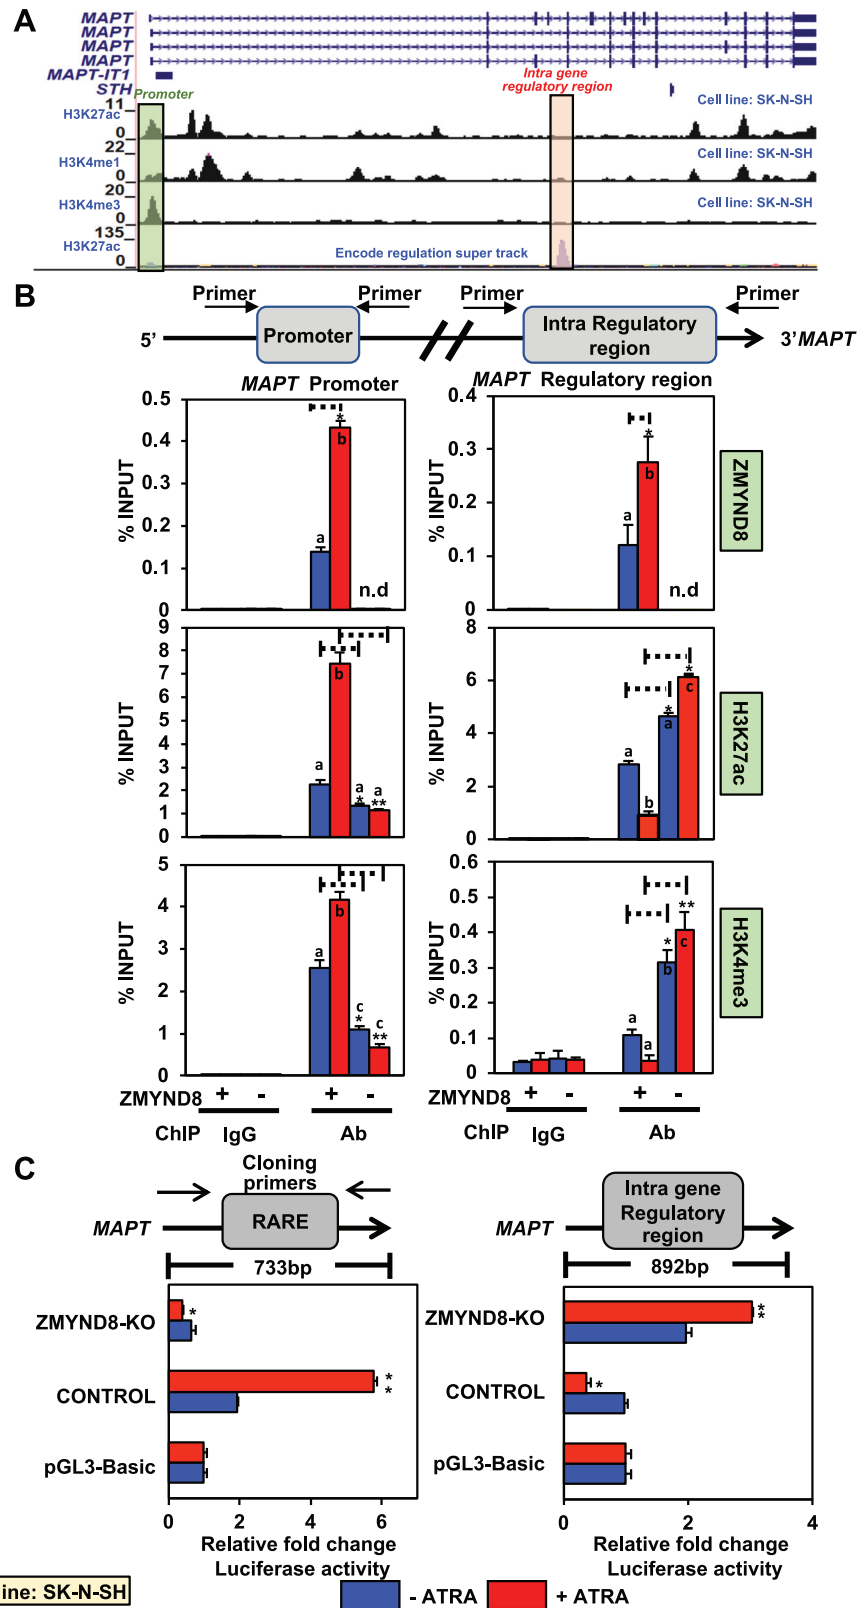 A
MAPT
MAPT
MAPT
MAPT
MAPT-IT1
STH
Promoter
Intra gene
regulatory region
11
H3K27ac
0
Cell line: SK-N-SH
22
H3K4me1
0
Cell line: SK-N-SH
20
H3K4me3
0
Cell line: SK-N-SH
135
H3K27ac
0
Encode regulation super track
B
Primer Primer Primer Primer
5' Promoter Intra Regulatory
region 3' MAPT
MAPT Promoter
MAPT Regulatory region
% INPUT
0.5
0.4
0.3
0.2
0.1
0
a
*
b
n.d
% INPUT
0.4
0.3
0.2
0.1
0
a
*
b
n.d
ZMYND8
% INPUT
9
8
7
6
5
4
3
2
1
0
a
b
a
*
a
**
% INPUT
8
6
4
2
0
a
b
*
a
*
c
H3K27ac
% INPUT
5
4
3
2
1
0
a
b
c
*
c
**
% INPUT
0.6
0.5
0.4
0.3
0.2
0.1
0
a
a
*
b
**
c
H3K4me3
ZMYND8 + - + -
ChIP IgG Ab
ZMYND8 + - + -
ChIP IgG Ab
C
Cloning
primers
MAPT RARE
733bp
ZMYND8-KO
*
CONTROL
**
pGL3-Basic
0 2 4 6
Relative fold change
Luciferase activity
MAPT Intra gene
Regulatory
region
892bp
ZMYND8-KO
**
CONTROL
*
pGL3-Basic
0 2 4
Relative fold change
Luciferase activity
ine: SK-N-SH
- ATRA + ATRA